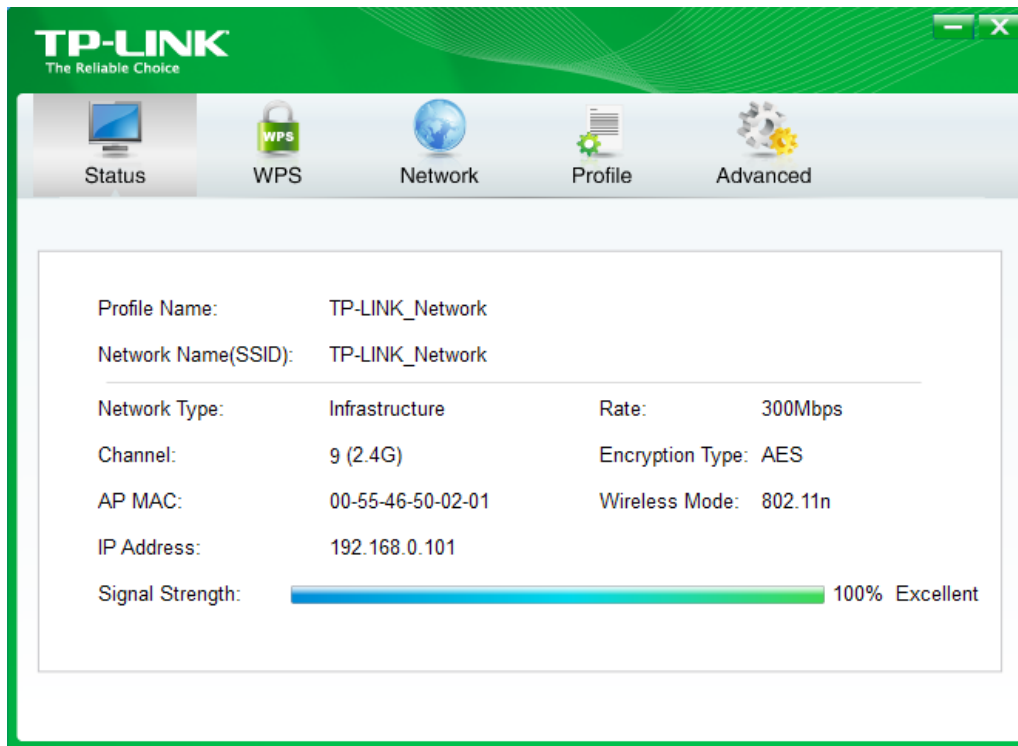 TP-LINK
The Reliable Choice
WPS
Status WPS Network Profile Advanced
Profile Name: TP-LINK_Network
Network Name(SSID): TP-LINK_Network
Network Type: Infrastructure Rate: 300Mbps
Channel: 9 (2.4G) Encryption Type: AES
AP MAC: 00-55-46-50-02-01 Wireless Mode: 802.11n
IP Address: 192.168.0.101
Signal Strength: 100% Excellent